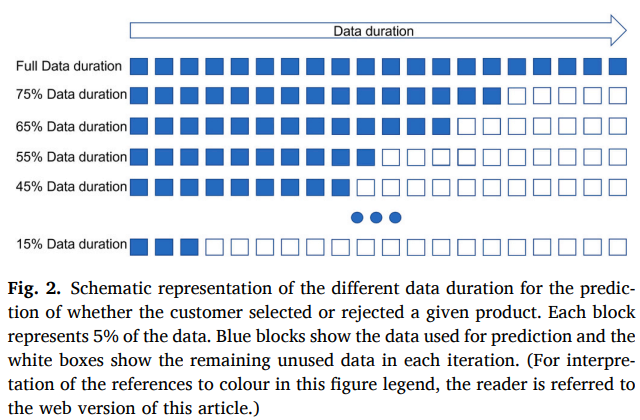 Data duration
Full Data duration
75% Data duration
65% Data duration
55% Data duration
45% Data duration
15% Data duration
Fig. 2. Schematic representation of the different data duration for the predic-
tion of whether the customer selected or rejected a given product. Each block
represents 5% of the data. Blue blocks show the data used for prediction and the
white boxes show the remaining unused data in each iteration. (For interpre-
tation of the references to colour in this figure legend, the reader is referred to
the web version of this article.)